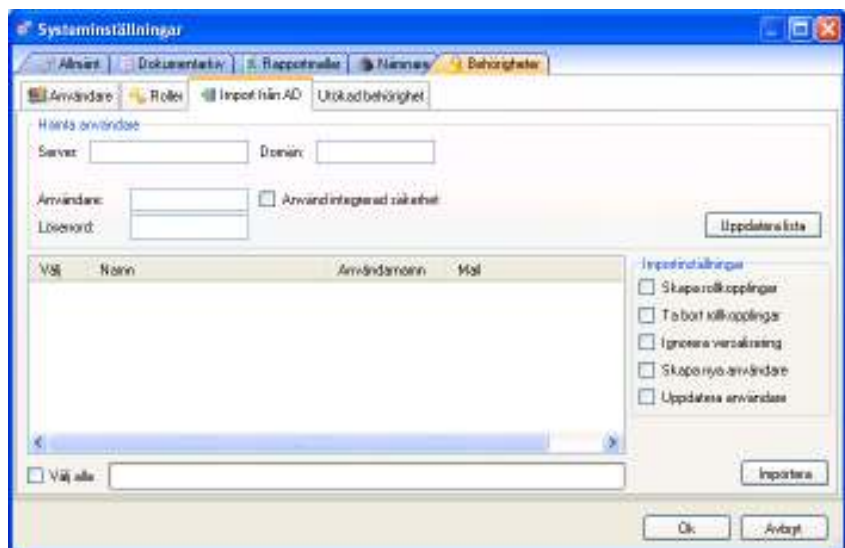 Systeminställningar
Allmänt Dokumentarkiv Rapportmallar Behörigheter
Användare Roller Import från AD Utökad behörighet
Hämta användare
Server: Domän:
Användare: Använd integrerad säkerhet
Lösenord: Uppdatera lista
Välj Namn Användarnamn Mail
Importinställningar
Skapa rollkopplingar
Ta bort rollkopplingar
Ignorera versalisering
Skapa nya användare
Uppdatera användare
Välj alla Importera
Ok Avbryt